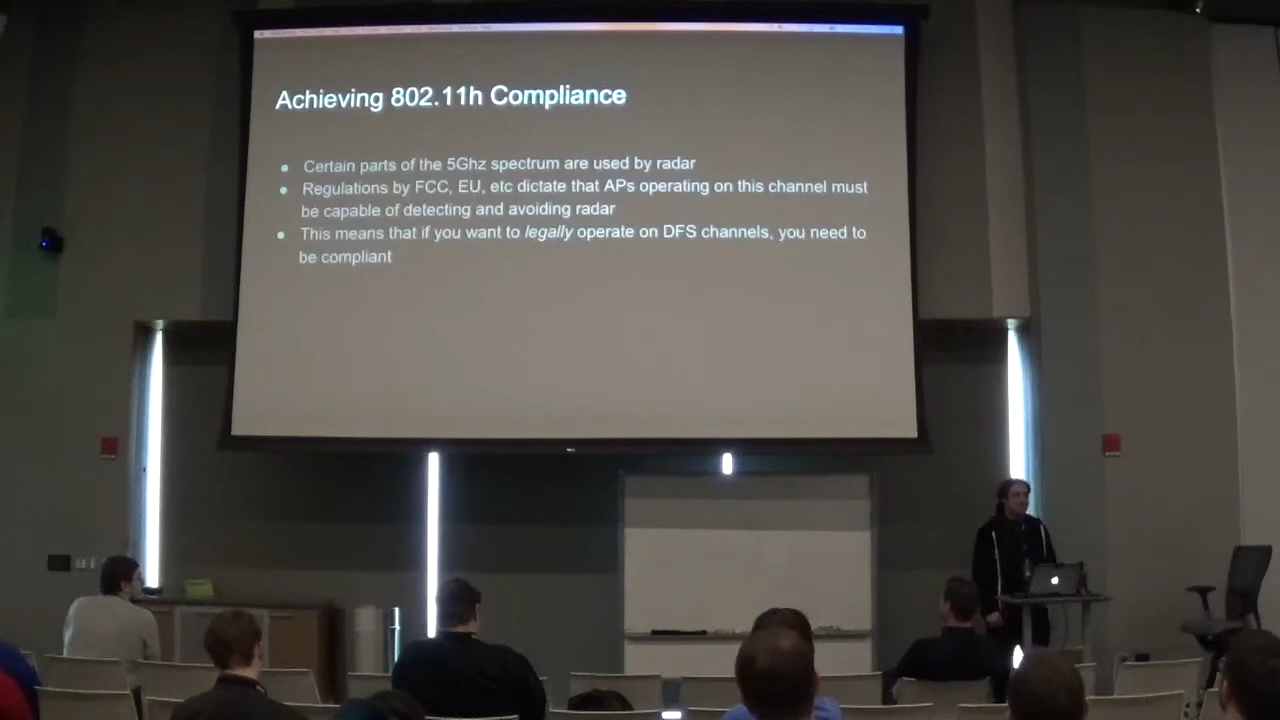 Achieving 802.11h Compliance
● Certain parts of the 5Ghz spectrum are used by radar
● Regulations by FCC, EU, etc dictate that APs operating on this channel must
be capable of detecting and avoiding radar
● This means that if you want to legally operate on DFS channels, you need to
be compliant